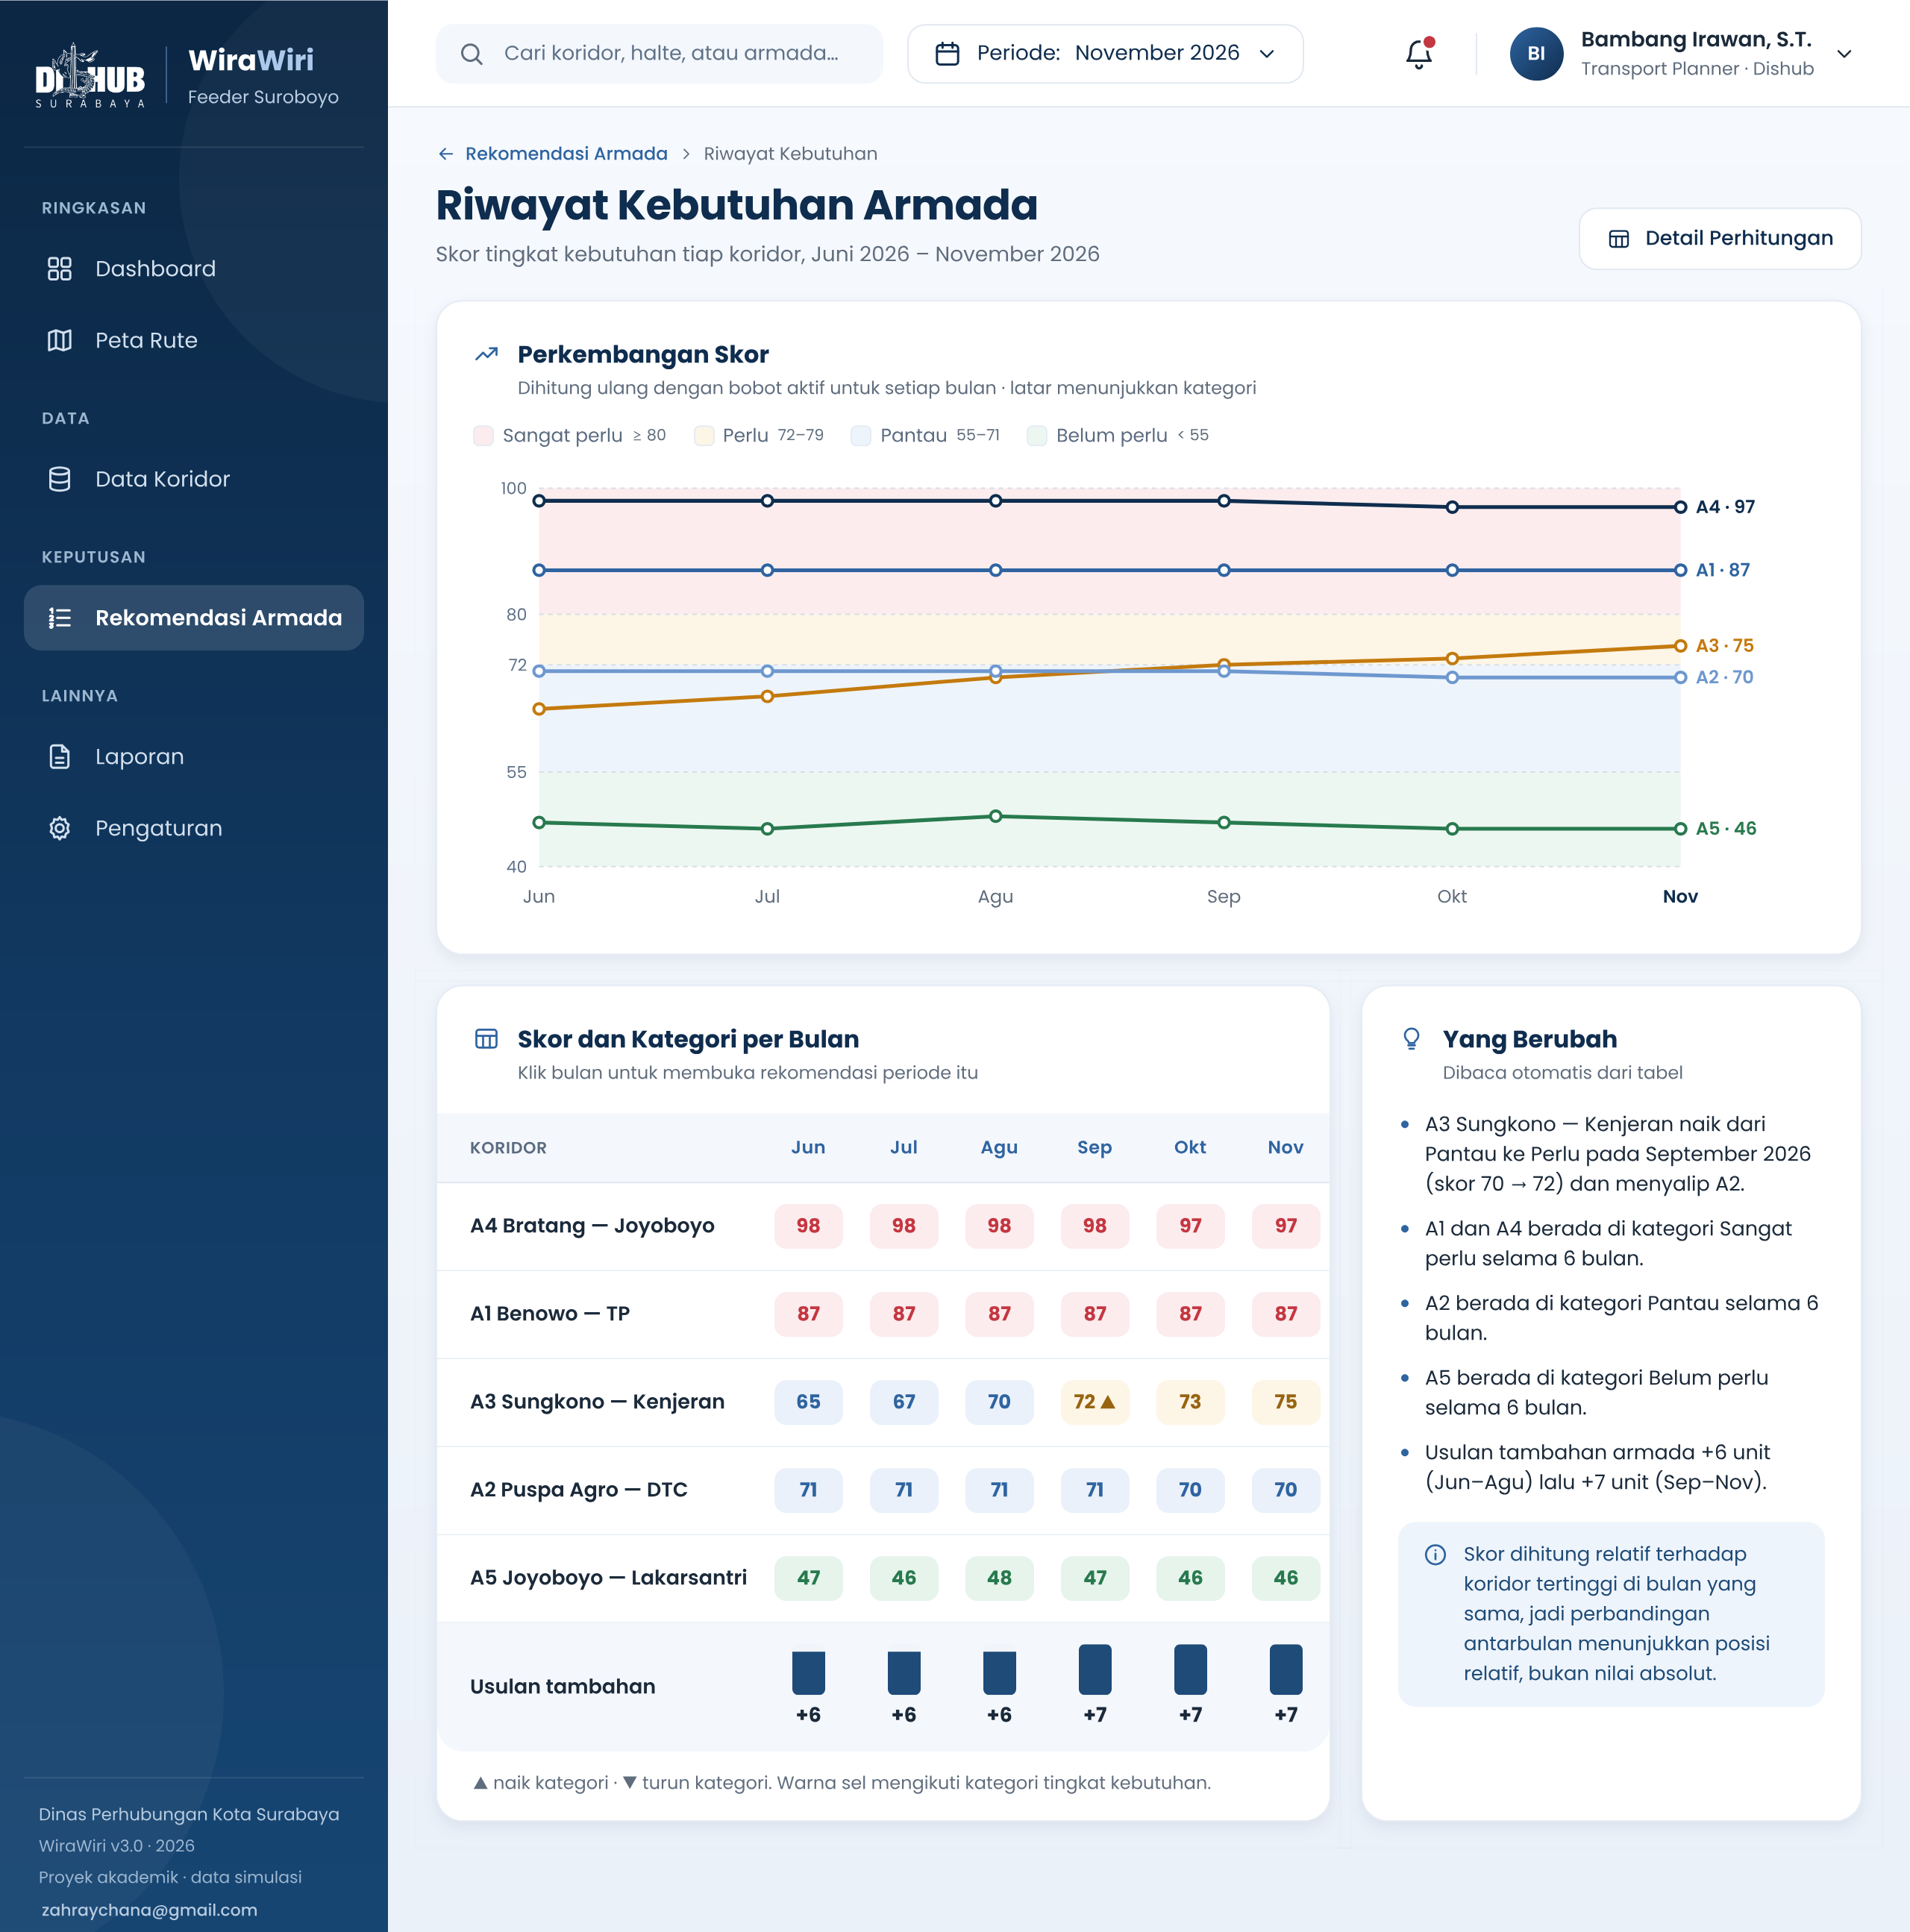 DISHUB
SURABAYA
WiraWiri
Feeder Suroboyo
RINGKASAN
Dashboard
Peta Rute
DATA
Data Koridor
KEPUTUSAN
Rekomendasi Armada
LAINNYA
Laporan
Pengaturan
Dinas Perhubungan Kota Surabaya
WiraWiri v3.0 · 2026
Proyek akademik · data simulasi
zahraychana@gmail.com
Cari koridor, halte, atau armada...
Periode: November 2026
BI
Bambang Irawan, S.T.
Transport Planner · Dishub
← Rekomendasi Armada > Riwayat Kebutuhan
Riwayat Kebutuhan Armada
Skor tingkat kebutuhan tiap koridor, Juni 2026 – November 2026
Detail Perhitungan
Perkembangan Skor
Dihitung ulang dengan bobot aktif untuk setiap bulan · latar menunjukkan kategori
Sangat perlu ≥ 80 Perlu 72–79 Pantau 55–71 Belum perlu < 55
100
A4 · 97
A1 · 87
80
A3 · 75
72
A2 · 70
55
A5 · 46
40
Jun Jul Agu Sep Okt Nov
Skor dan Kategori per Bulan
Klik bulan untuk membuka rekomendasi periode itu
KORIDOR Jun Jul Agu Sep Okt Nov
A4 Bratang — Joyoboyo 98 98 98 98 97 97
A1 Benowo — TP 87 87 87 87 87 87
A3 Sungkono — Kenjeran 65 67 70 72 ▲ 73 75
A2 Puspa Agro — DTC 71 71 71 71 70 70
A5 Joyoboyo — Lakarsantri 47 46 48 47 46 46
Usulan tambahan +6 +6 +6 +7 +7 +7
▲ naik kategori · ▼ turun kategori. Warna sel mengikuti kategori tingkat kebutuhan.
Yang Berubah
Dibaca otomatis dari tabel
• A3 Sungkono — Kenjeran naik dari
Pantau ke Perlu pada September 2026
(skor 70 → 72) dan menyalip A2.
• A1 dan A4 berada di kategori Sangat
perlu selama 6 bulan.
• A2 berada di kategori Pantau selama 6
bulan.
• A5 berada di kategori Belum perlu
selama 6 bulan.
• Usulan tambahan armada +6 unit
(Jun–Agu) lalu +7 unit (Sep–Nov).
Skor dihitung relatif terhadap
koridor tertinggi di bulan yang
sama, jadi perbandingan
antarbulan menunjukkan posisi
relatif, bukan nilai absolut.